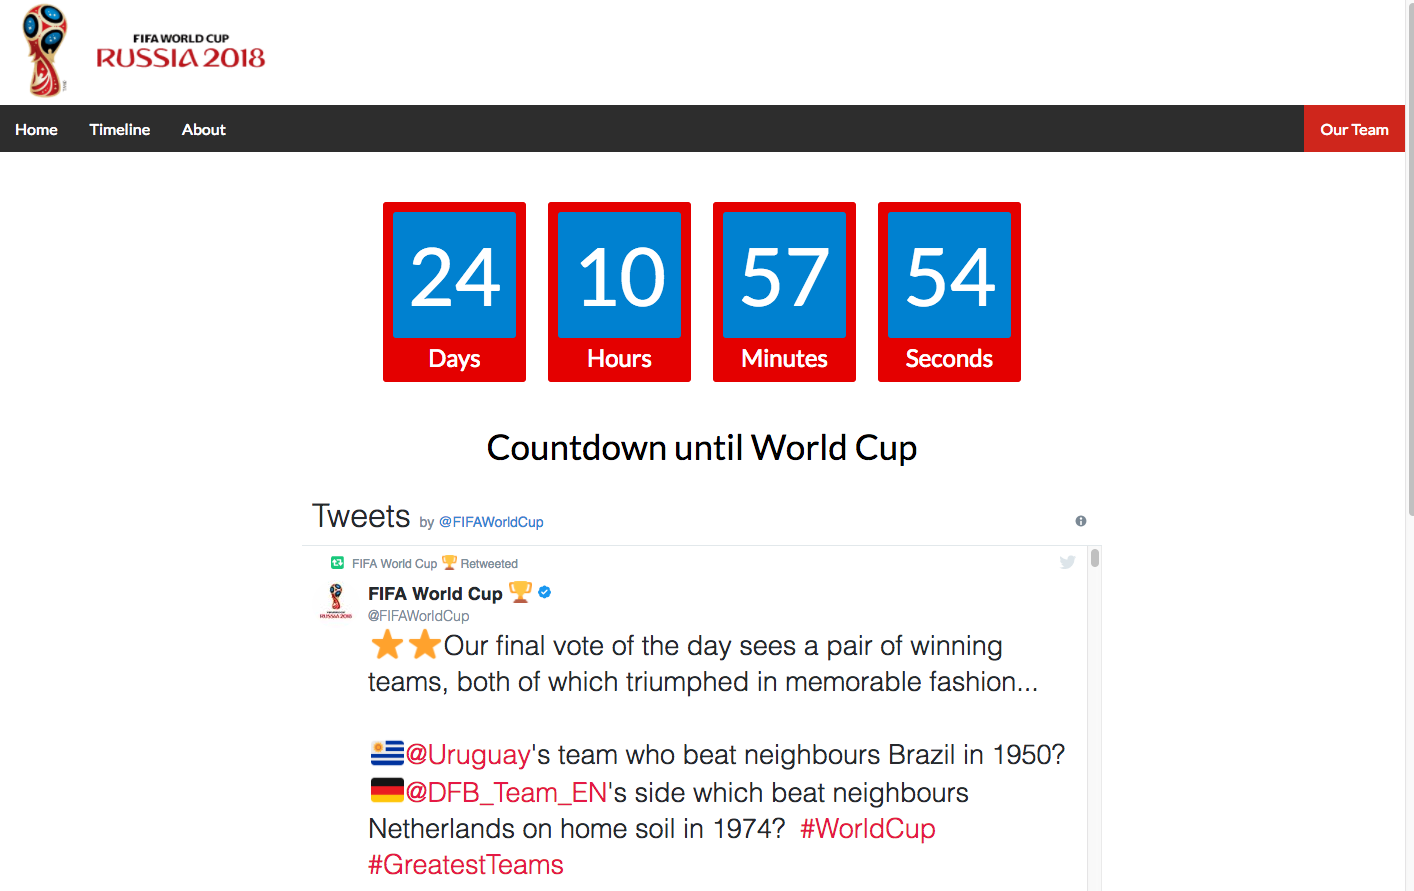 FIFA WORLD CUP
RUSSIA 2018
Home Timeline About Our Team
24 10 57 54
Days Hours Minutes Seconds
Countdown until World Cup
Tweets by @FIFAWorldCup
FIFA World Cup 🏆 Retweeted
FIFA World Cup 🏆
@FIFAWorldCup
⭐⭐Our final vote of the day sees a pair of winning
teams, both of which triumphed in memorable fashion...
🇺🇾@Uruguay's team who beat neighbours Brazil in 1950?
🇩🇪@DFB_Team_EN's side which beat neighbours
Netherlands on home soil in 1974? #WorldCup
#GreatestTeams